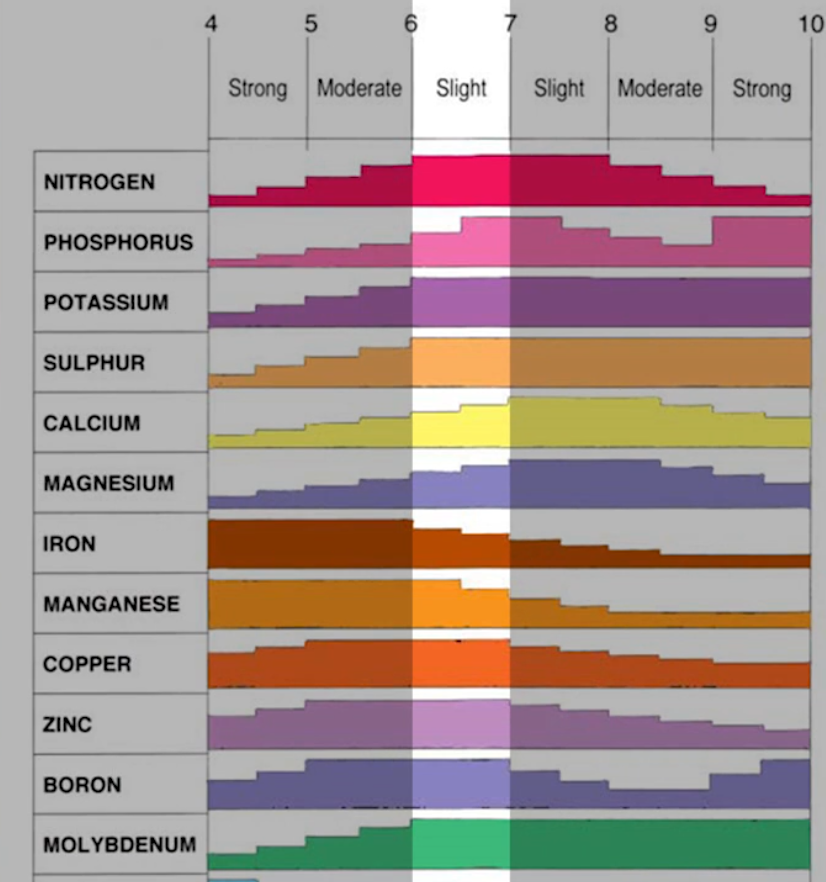 4 5 6 7 8 9 10
Strong Moderate Slight Slight Moderate Strong
NITROGEN
PHOSPHORUS
POTASSIUM
SULPHUR
CALCIUM
MAGNESIUM
IRON
MANGANESE
COPPER
ZINC
BORON
MOLYBDENUM